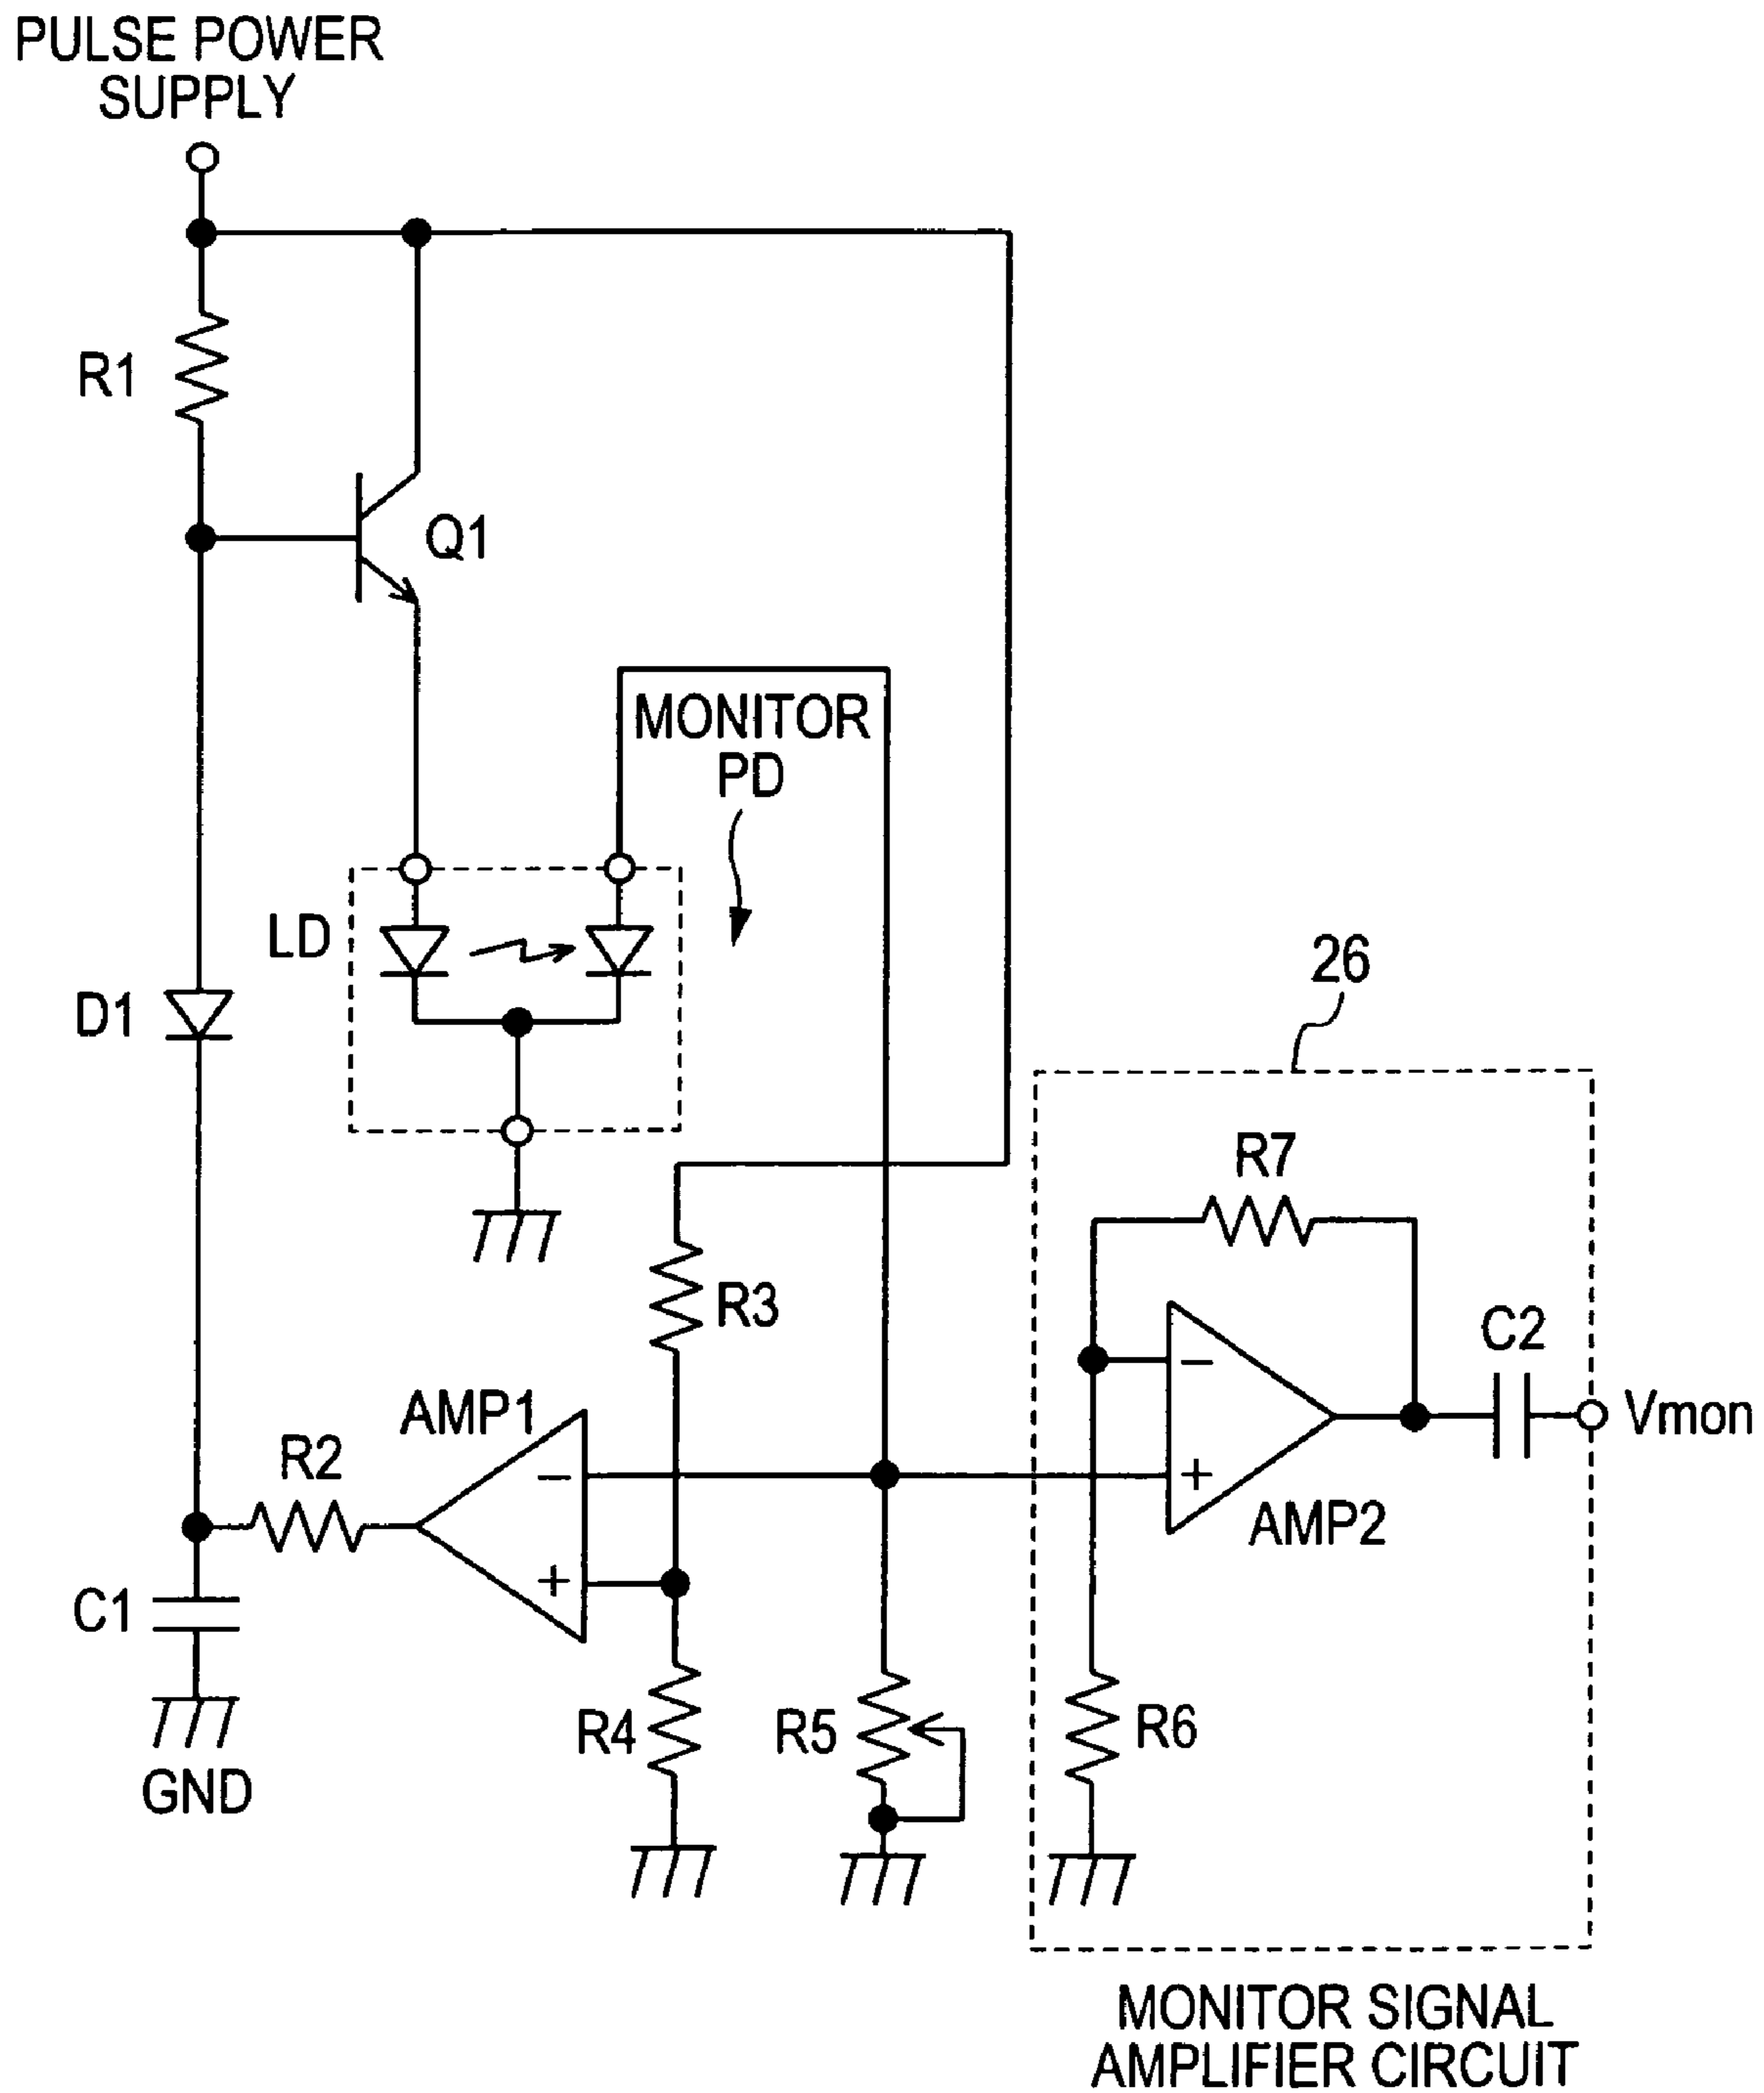 PULSE POWER
SUPPLY
R1
Q1
MONITOR
PD
LD
D1
26
R7
R3
C2
AMP1
Vmon
R2
−
−
+
AMP2
+
C1
R4
R5
R6
GND
MONITOR SIGNAL
AMPLIFIER CIRCUIT